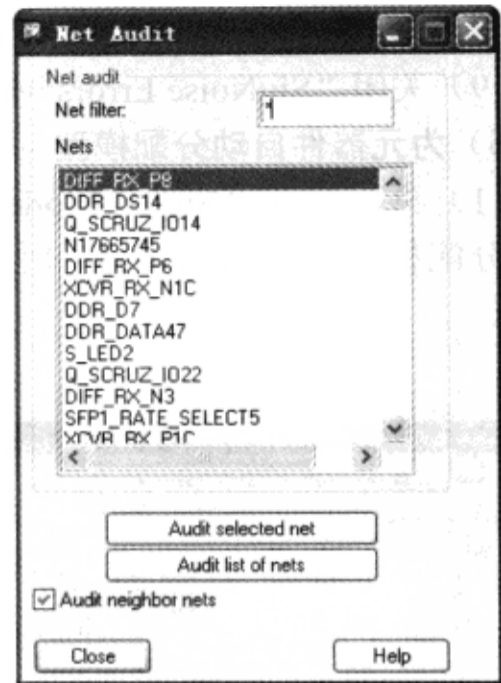 Net Audit
Net audit
Net filter: *
Nets
DIFF_RX_P8
DDR_DS14
Q_SCRUZ_IO14
N17665745
DIFF_RX_P6
XCVR_RX_N1C
DDR_D7
DDR_DATA47
S_LED2
Q_SCRUZ_IO22
DIFF_RX_N3
SFP1_RATE_SELECT5
XCVR_RX_P1C
Audit selected net
Audit list of nets
Audit neighbor nets
Close Help